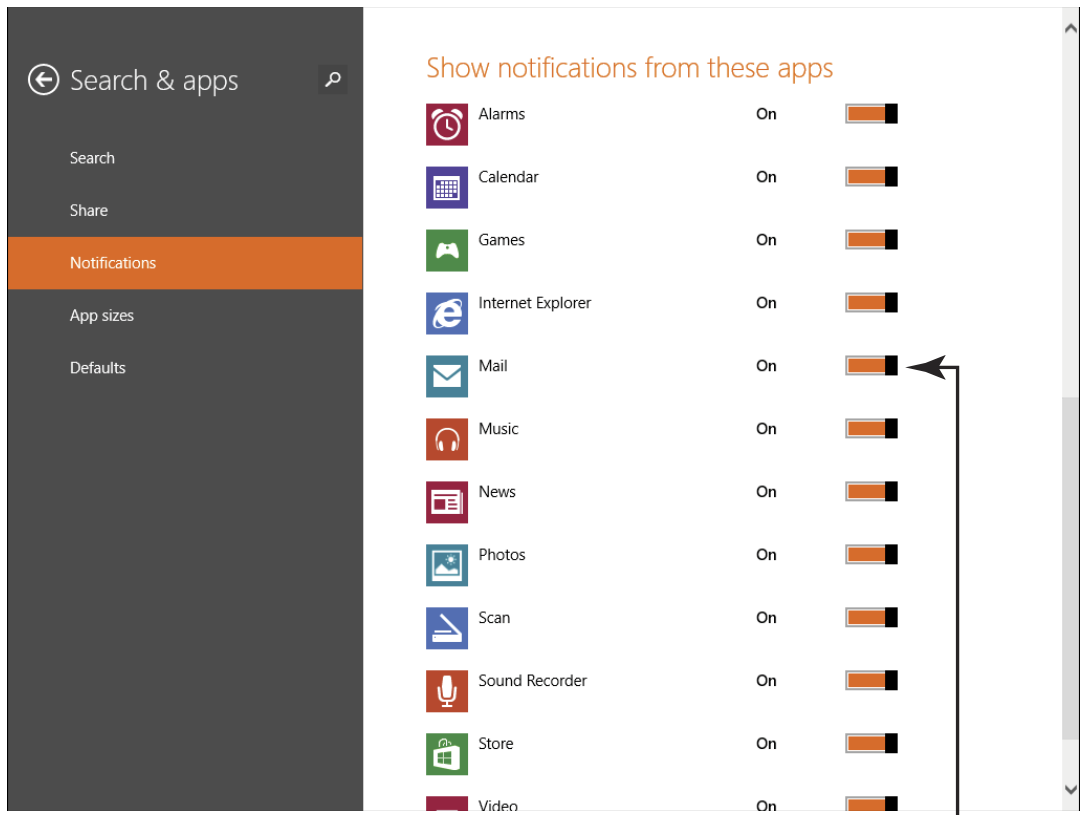 Search & apps
Search
Share
Notifications
App sizes
Defaults
Show notifications from these apps
Alarms On
Calendar On
Games On
Internet Explorer On
Mail On
Music On
News On
Photos On
Scan On
Sound Recorder On
Store On
Video On